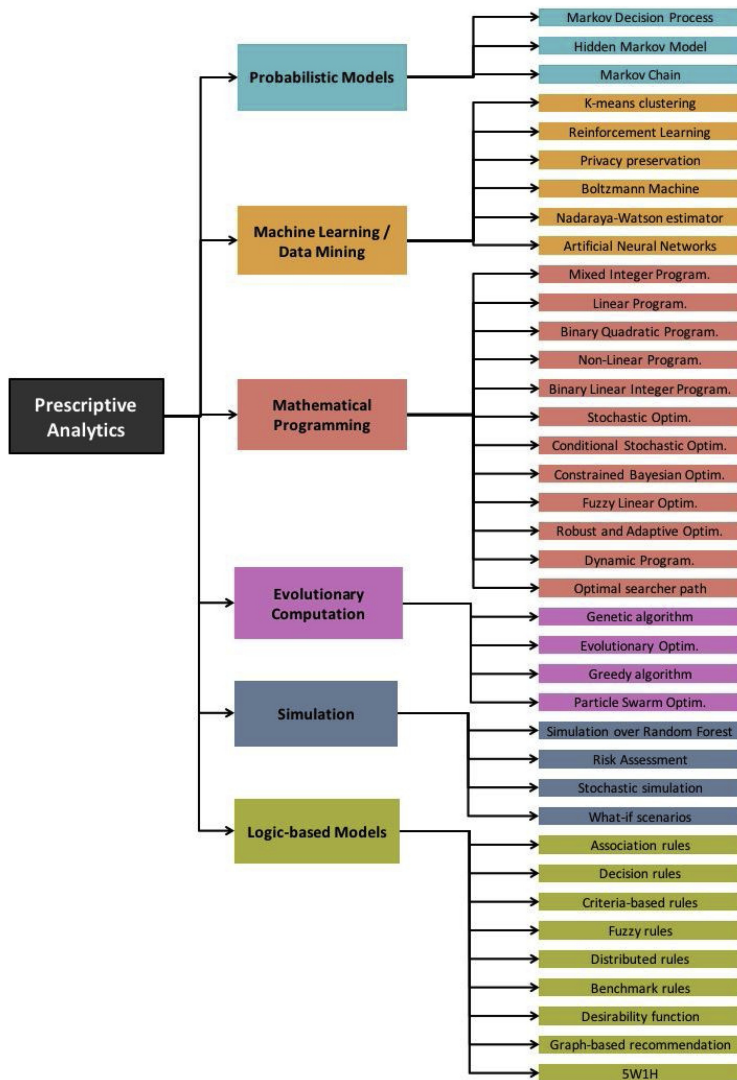 Prescriptive
Analytics
Probabilistic Models
Markov Decision Process
Hidden Markov Model
Markov Chain
Machine Learning /
Data Mining
K-means clustering
Reinforcement Learning
Privacy preservation
Boltzmann Machine
Nadaraya-Watson estimator
Artificial Neural Networks
Mathematical
Programming
Mixed Integer Program.
Linear Program.
Binary Quadratic Program.
Non-Linear Program.
Binary Linear Integer Program.
Stochastic Optim.
Conditional Stochastic Optim.
Constrained Bayesian Optim.
Fuzzy Linear Optim.
Robust and Adaptive Optim.
Dynamic Program.
Optimal searcher path
Evolutionary
Computation
Genetic algorithm
Evolutionary Optim.
Greedy algorithm
Particle Swarm Optim.
Simulation
Simulation over Random Forest
Risk Assessment
Stochastic simulation
What-if scenarios
Logic-based Models
Association rules
Decision rules
Criteria-based rules
Fuzzy rules
Distributed rules
Benchmark rules
Desirability function
Graph-based recommendation
5W1H